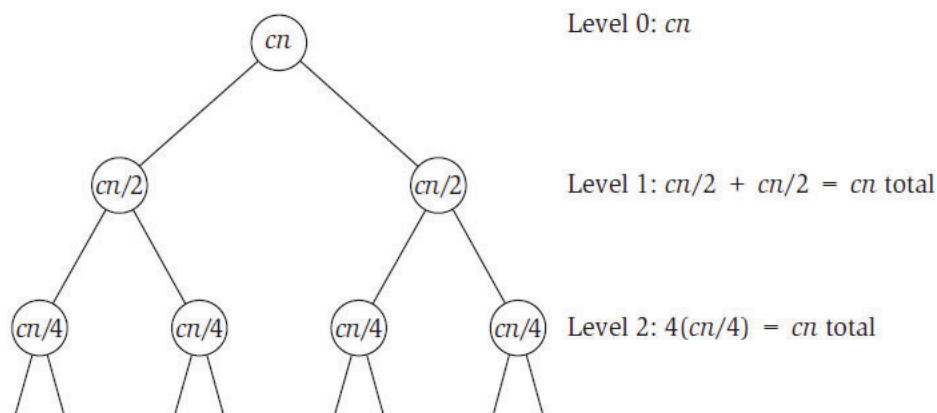 cn
Level 0: cn
cn/2
cn/2
Level 1: cn/2 + cn/2 = cn total
cn/4
cn/4
cn/4
cn/4
Level 2: 4(cn/4) = cn total